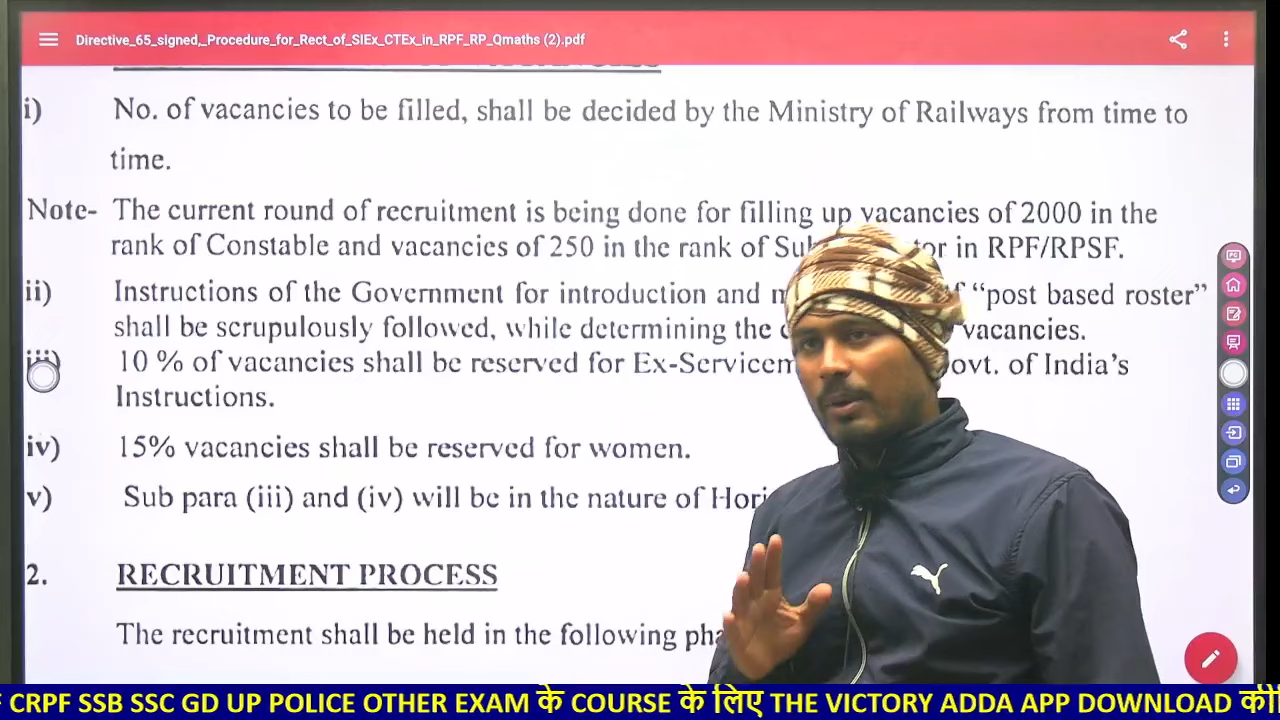 Directive_65_signed,_Procedure_for_Rect_of_SIEx_CTEx_in_RPF_RP_Qmaths (2).pdf
i) No. of vacancies to be filled, shall be decided by the Ministry of Railways from time to
time.
Note- The current round of recruitment is being done for filling up vacancies of 2000 in the
rank of Constable and vacancies of 250 in the rank of in RPF/RPSF.
ii) Instructions of the Government for introduction and "post based roster"
shall be scrupulously followed, while determining the vacancies.
iii) 10 % of vacancies shall be reserved for of India's
Instructions.
iv) 15% vacancies shall be reserved for women.
v) Sub para (iii) and (iv) will be in the nature of
2. RECRUITMENT PROCESS
The recruitment shall be held in the following
CRPF SSB SSC GD UP POLICE OTHER EXAM के COURSE के लिए THE VICTORY ADDA APP DOWNLOAD